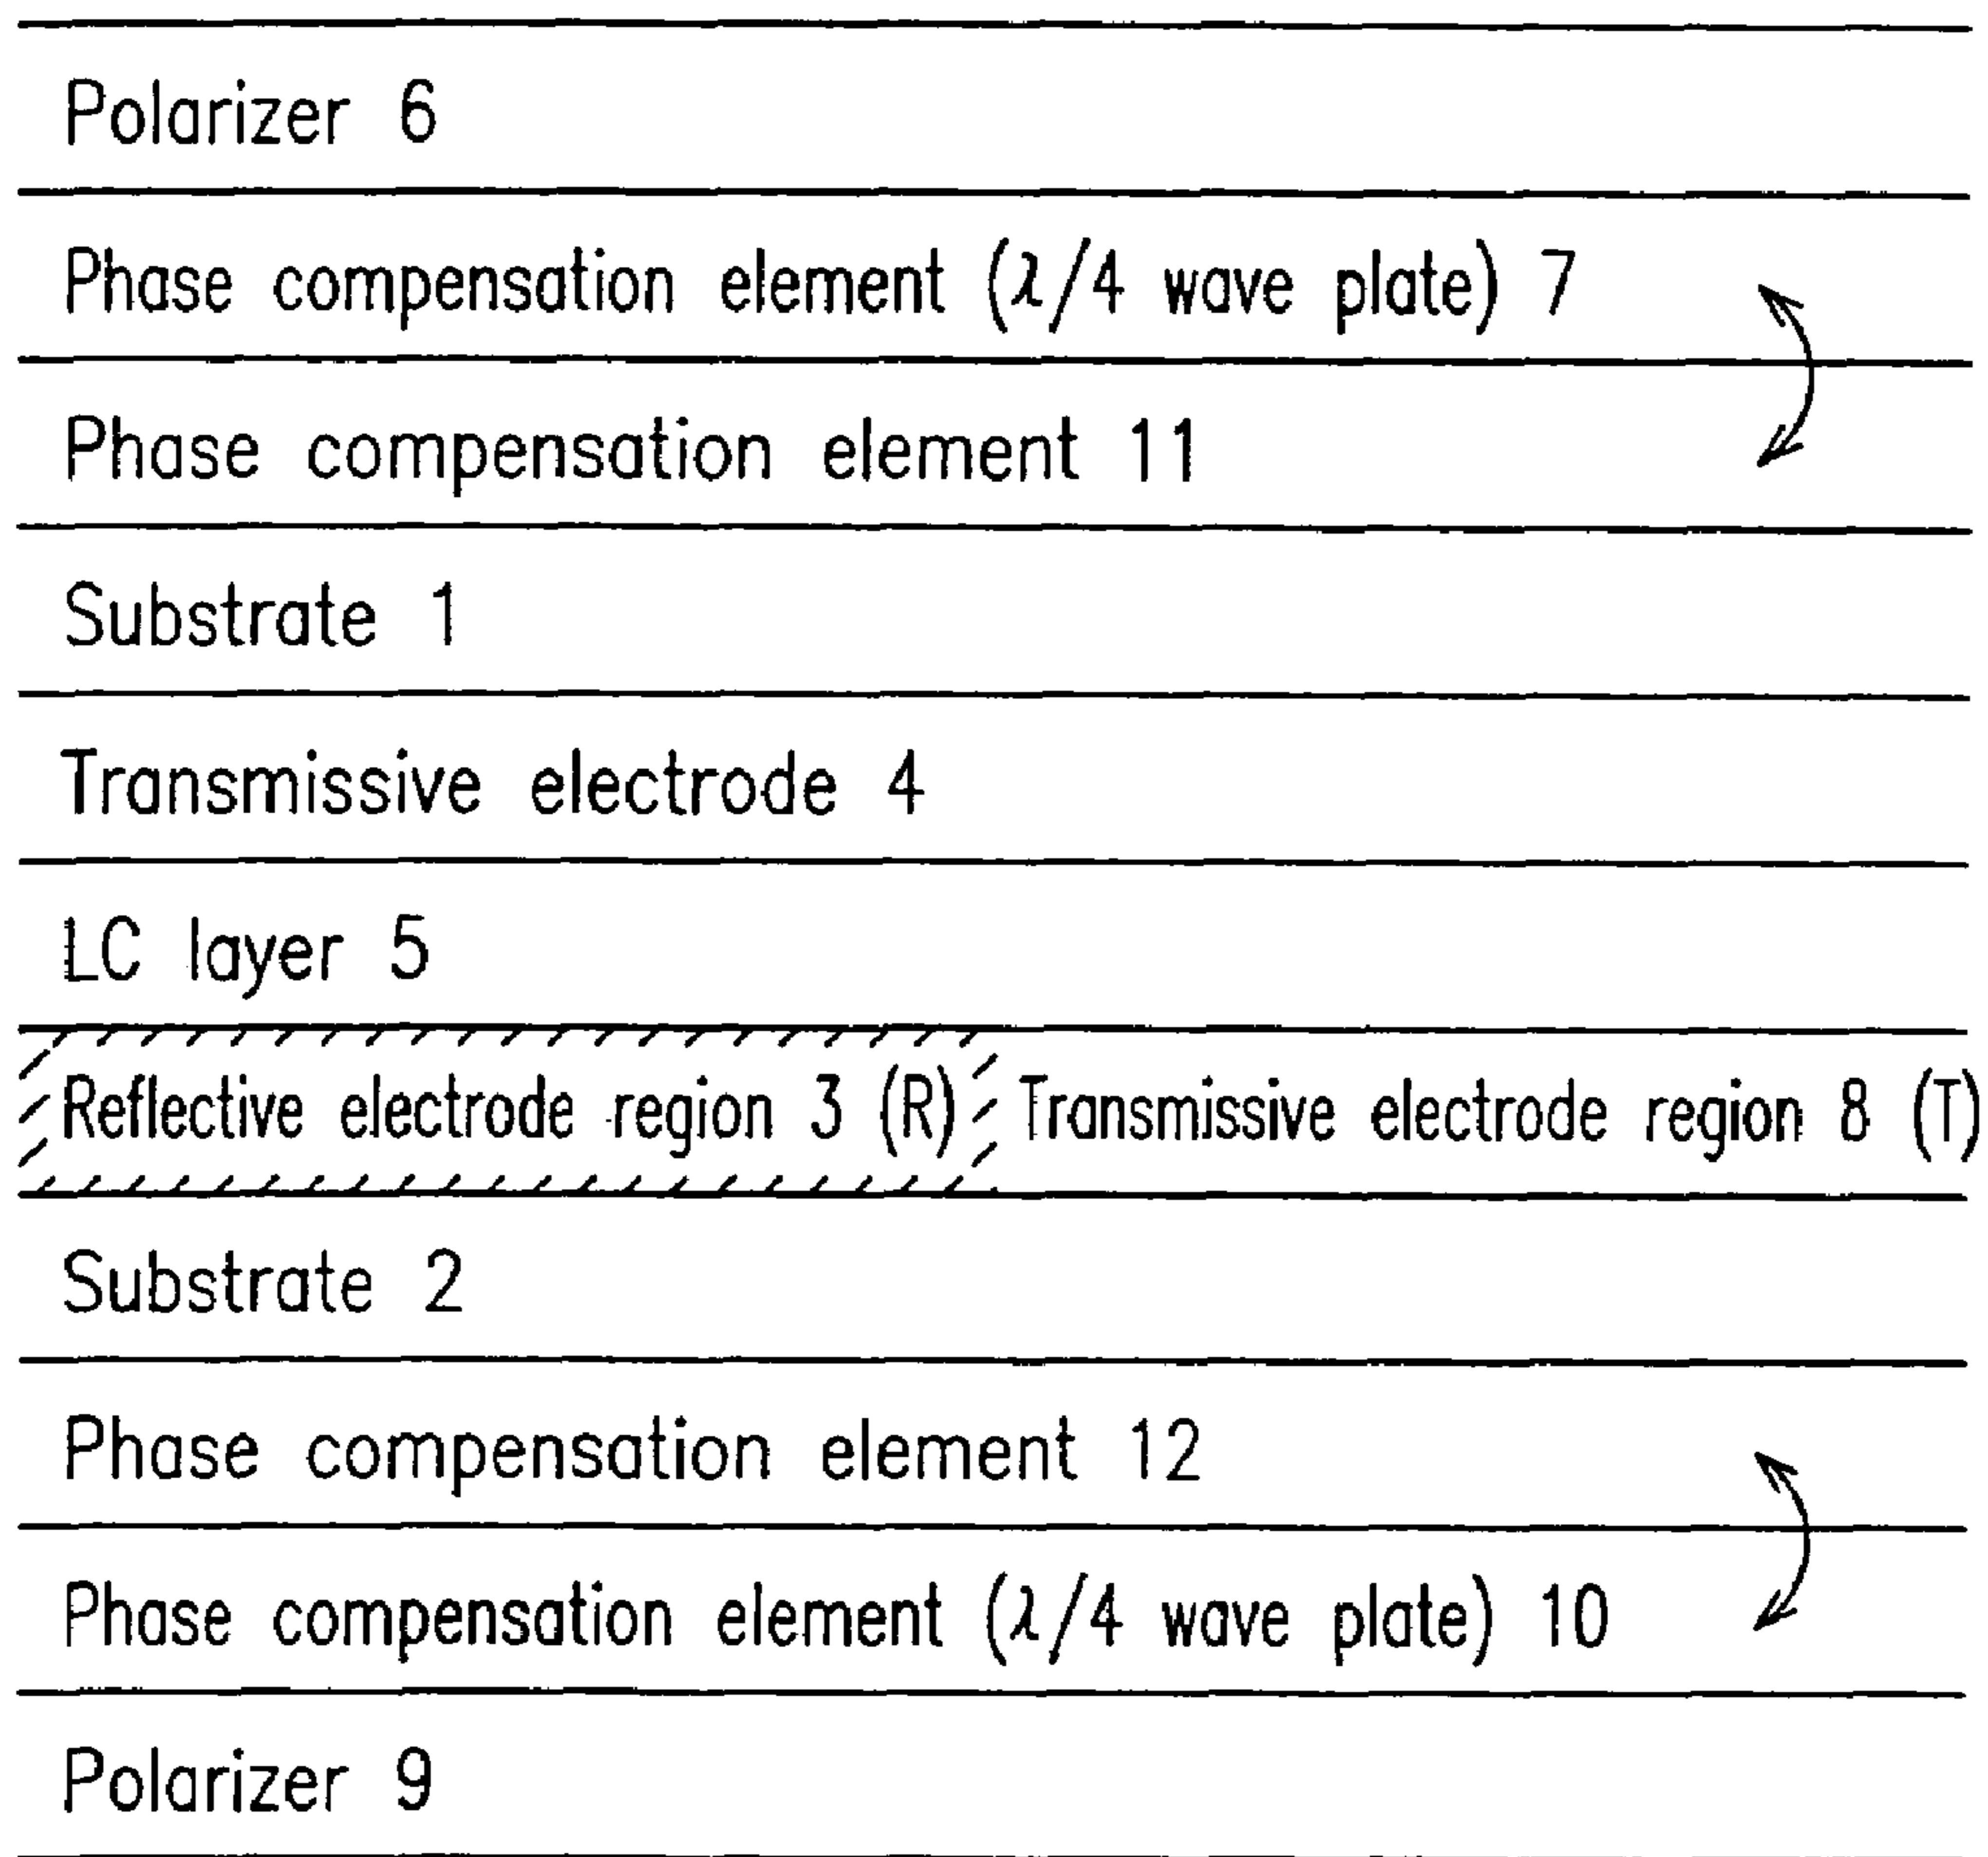 Polarizer 6
Phase compensation element (λ/4 wave plate) 7
Phase compensation element 11
Substrate 1
Transmissive electrode 4
LC layer 5
Reflective electrode region 3 (R) Transmissive electrode region 8 (T)
Substrate 2
Phase compensation element 12
Phase compensation element (λ/4 wave plate) 10
Polarizer 9